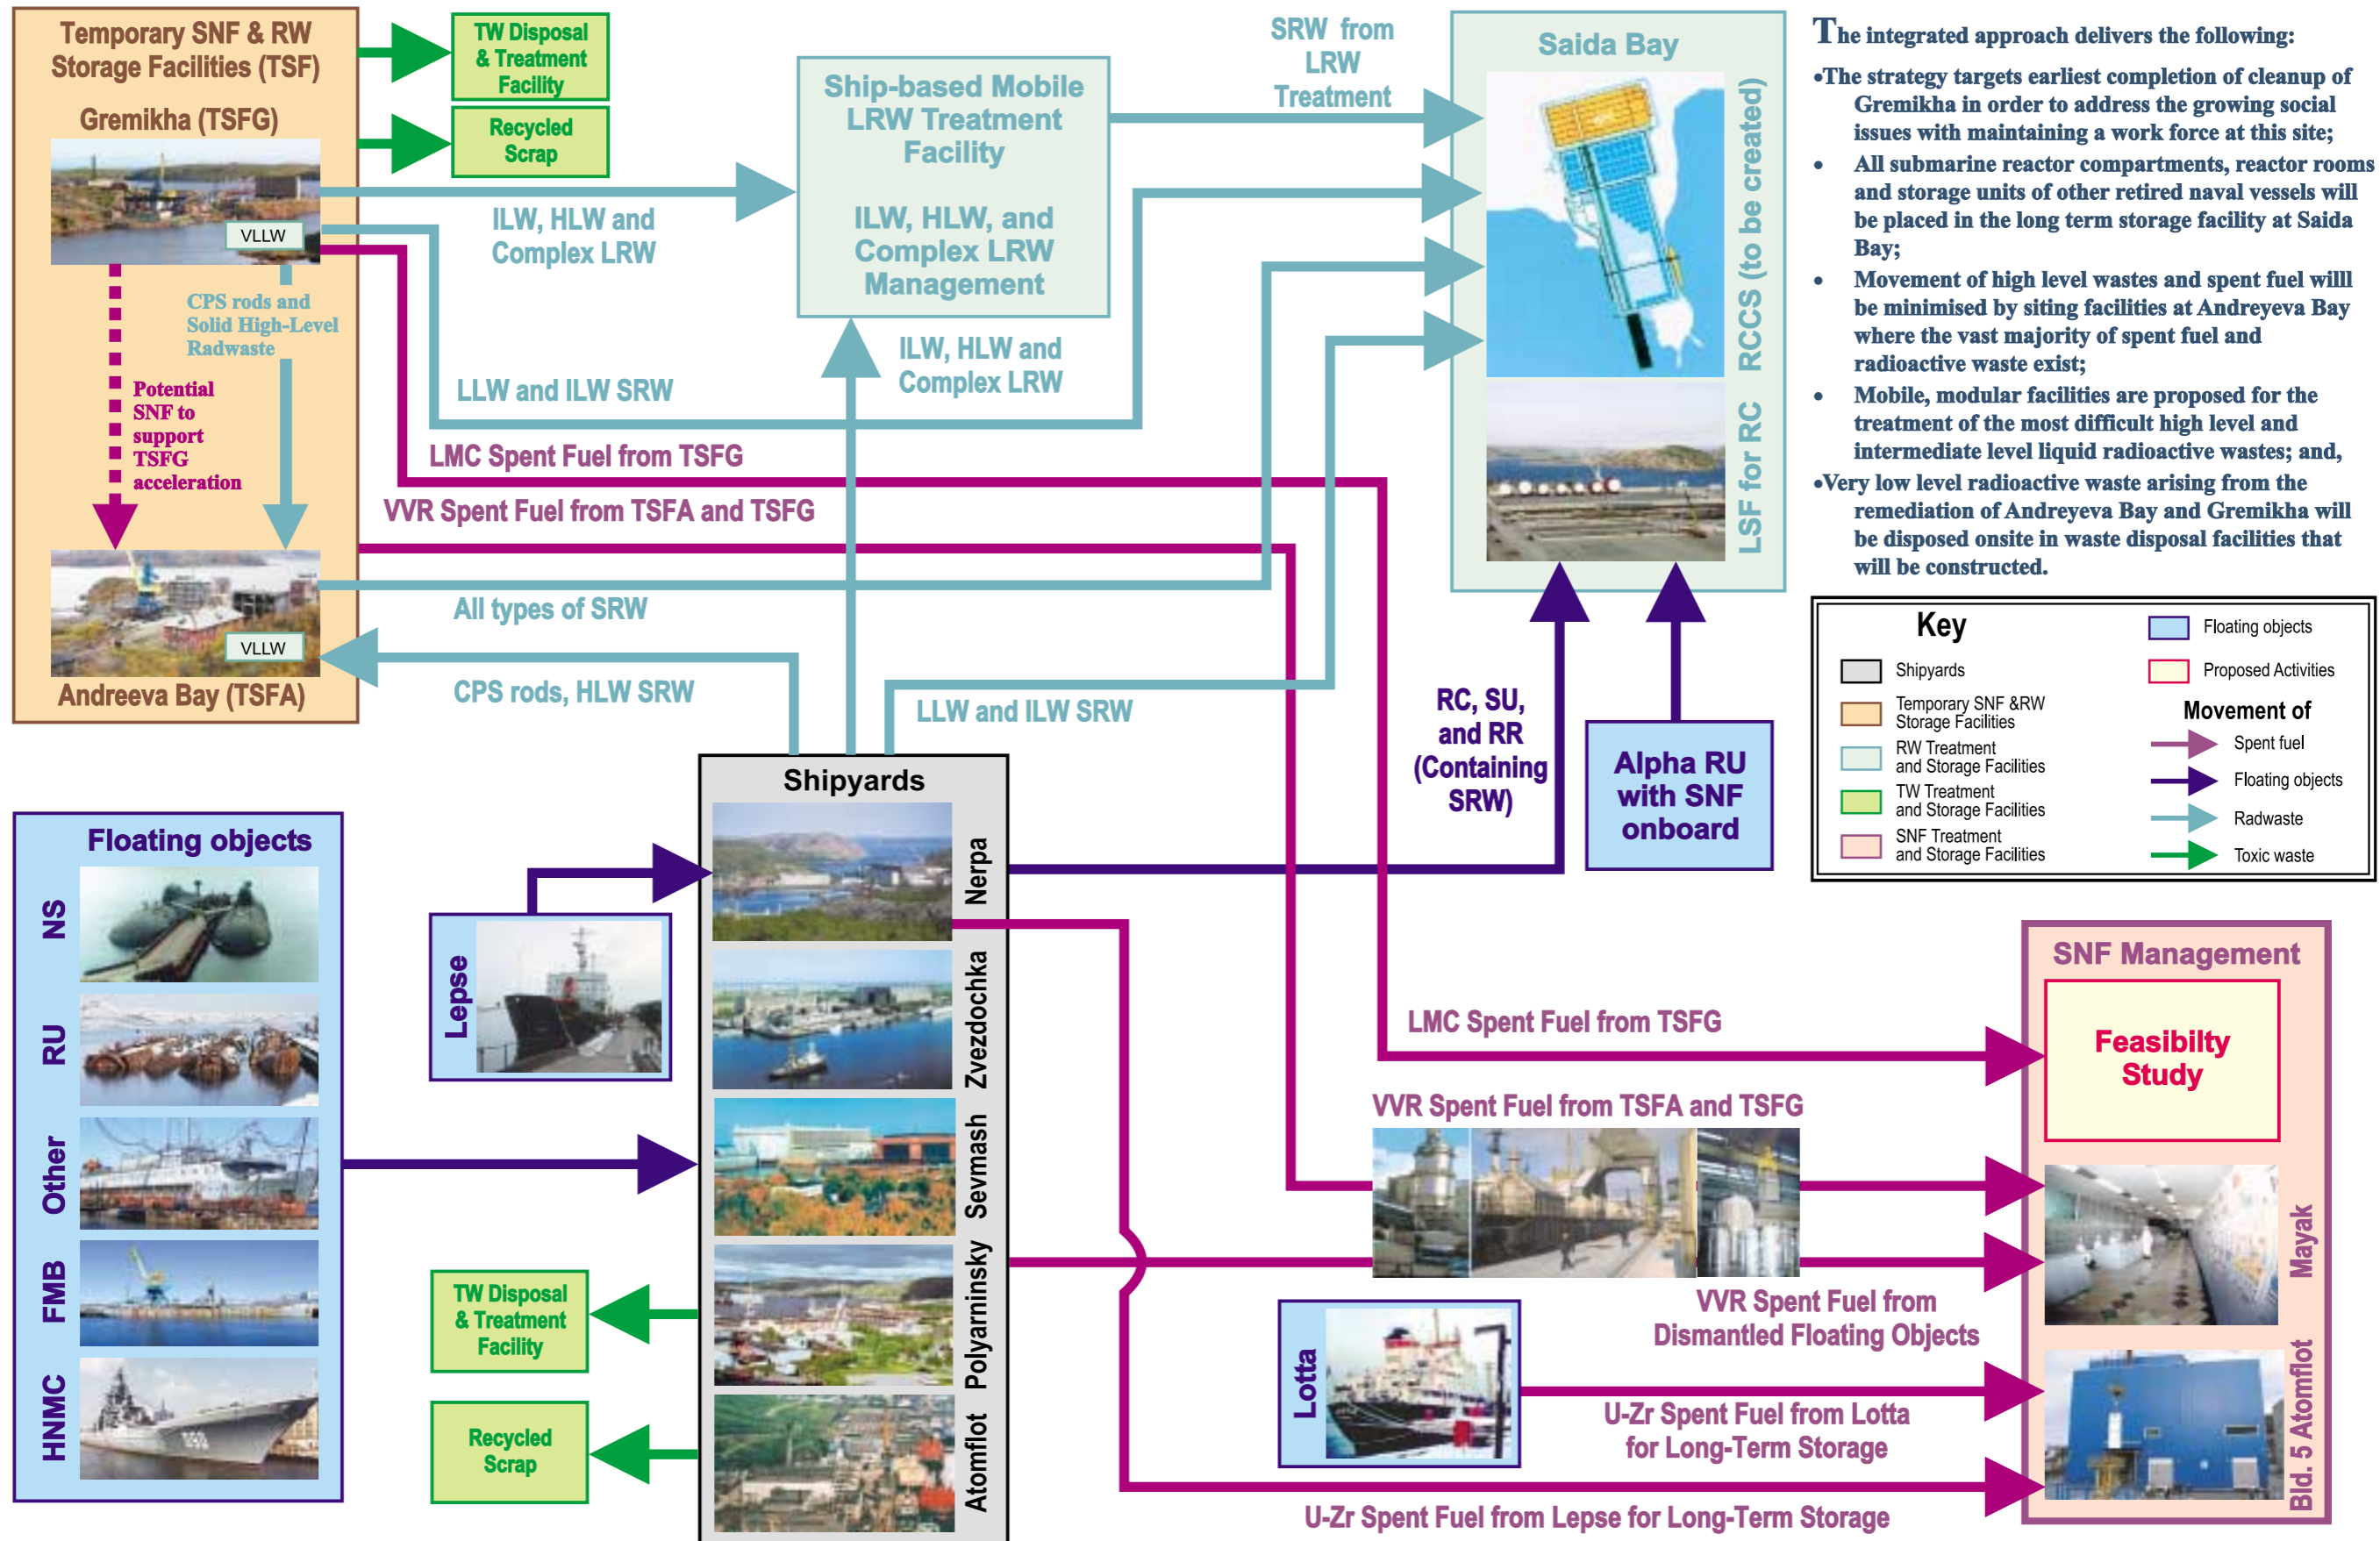 Temporary SNF & RW
Storage Facilities (TSF)
Gremikha (TSFG)
VLLW
CPS rods and
Solid High-Level
Radwaste
Potential
SNF to
support
TSFG
acceleration
VLLW
Andreeva Bay (TSFA)
TW Disposal
& Treatment
Facility
Recycled
Scrap
ILW, HLW and
Complex LRW
Ship-based Mobile
LRW Treatment
Facility
ILW, HLW, and
Complex LRW
Management
SRW from
LRW
Treatment
ILW, HLW and
Complex LRW
LLW and ILW SRW
LMC Spent Fuel from TSFG
VVR Spent Fuel from TSFA and TSFG
All types of SRW
CPS rods, HLW SRW
LLW and ILW SRW
Saida Bay
RCCS (to be created)
LSF for RC
RC, SU,
and RR
(Containing
SRW)
Alpha RU
with SNF
onboard
The integrated approach delivers the following:
•The strategy targets earliest completion of cleanup of
Gremikha in order to address the growing social
issues with maintaining a work force at this site;
• All submarine reactor compartments, reactor rooms
and storage units of other retired naval vessels will
be placed in the long term storage facility at Saida
Bay;
• Movement of high level wastes and spent fuel willl
be minimised by siting facilities at Andreyeva Bay
where the vast majority of spent fuel and
radioactive waste exist;
• Mobile, modular facilities are proposed for the
treatment of the most difficult high level and
intermediate level liquid radioactive wastes; and,
•Very low level radioactive waste arising from the
remediation of Andreyeva Bay and Gremikha will
be disposed onsite in waste disposal facilities that
will be constructed.
Key
Shipyards
Temporary SNF &RW
Storage Facilities
RW Treatment
and Storage Facilities
TW Treatment
and Storage Facilities
SNF Treatment
and Storage Facilities
Floating objects
Proposed Activities
Movement of
Spent fuel
Floating objects
Radwaste
Toxic waste
Floating objects
NS
RU
Other
FMB
HNMC
Lepse
TW Disposal
& Treatment
Facility
Recycled
Scrap
Shipyards
Nerpa
Zvezdochka
Sevmash
Polyarninsky
Atomflot
LMC Spent Fuel from TSFG
VVR Spent Fuel from TSFA and TSFG
VVR Spent Fuel from
Dismantled Floating Objects
Lotta
U-Zr Spent Fuel from Lotta
for Long-Term Storage
U-Zr Spent Fuel from Lepse for Long-Term Storage
SNF Management
Feasibilty
Study
Mayak
Bld. 5 Atomflot